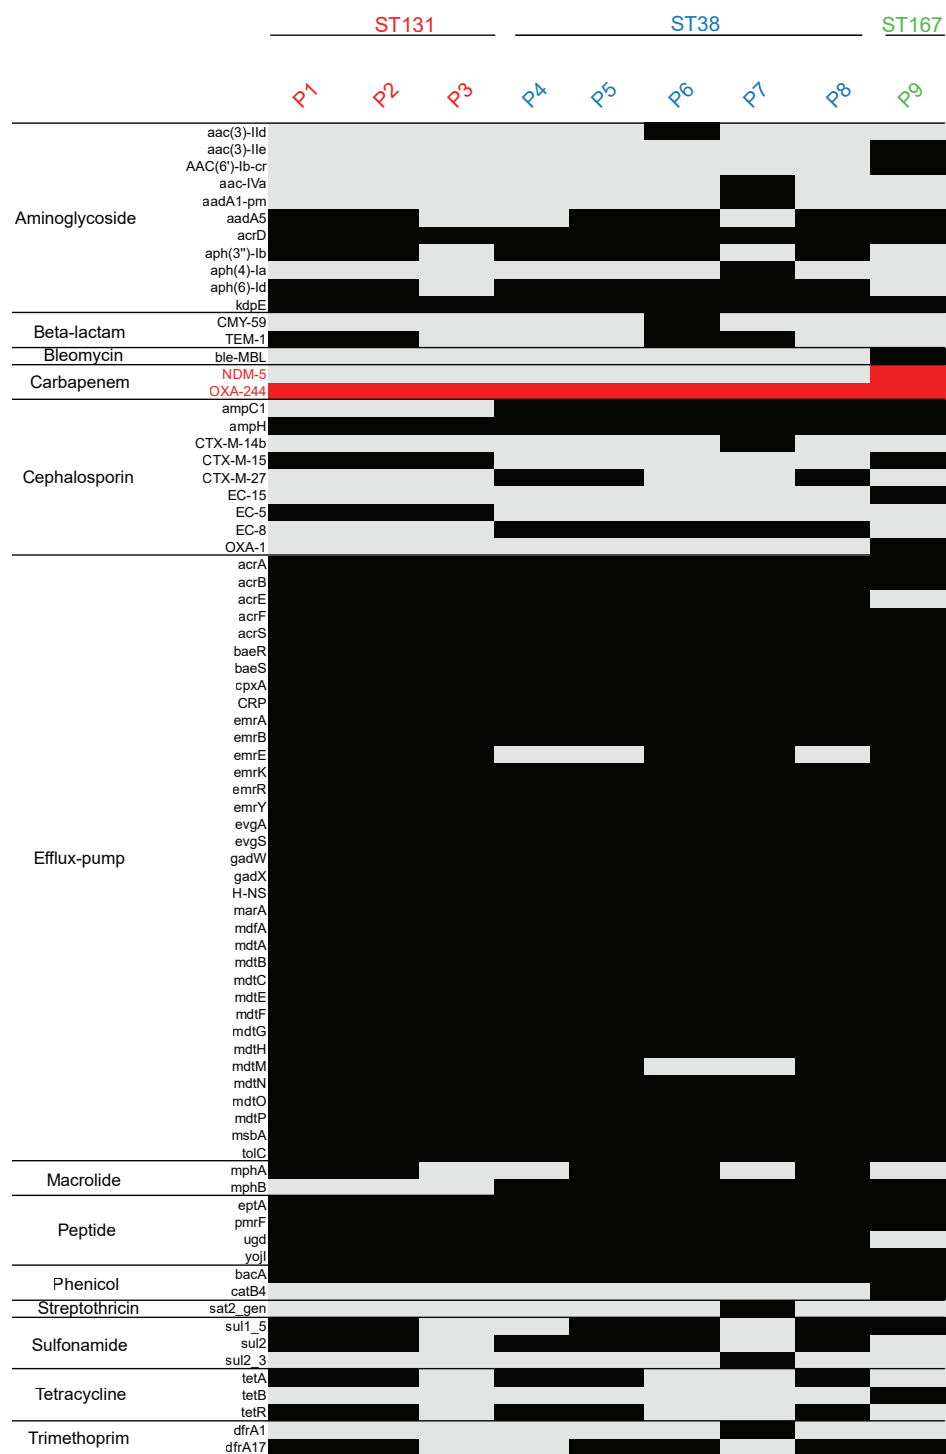 ST131 ST38 ST167
P1 P2 P3 P4 P5 P6 P7 P8 P9
Aminoglycoside
aac(3)-IId
aac(3)-IIe
AAC(6')-Ib-cr
aac-IVa
aadA1-pm
aadA5
acrD
aph(3")-Ib
aph(4)-Ia
aph(6)-Id
kdpE
Beta-lactam
CMY-59
TEM-1
Bleomycin
ble-MBL
Carbapenem
NDM-5
OXA-244
Cephalosporin
ampC1
ampH
CTX-M-14b
CTX-M-15
CTX-M-27
EC-15
EC-5
EC-8
OXA-1
Efflux-pump
acrA
acrB
acrE
acrF
acrS
baeR
baeS
cpxA
CRP
emrA
emrB
emrE
emrK
emrR
emrY
evgA
evgS
gadW
gadX
H-NS
marA
mdfA
mdtA
mdtB
mdtC
mdtE
mdtF
mdtG
mdtH
mdtM
mdtN
mdtO
mdtP
msbA
tolC
Macrolide
mphA
mphB
Peptide
eptA
pmrF
ugd
yojI
Phenicol
bacA
catB4
Streptothricin
sat2_gen
Sulfonamide
sul1_5
sul2
sul2_3
Tetracycline
tetA
tetB
tetR
Trimethoprim
dfrA1
dfrA17